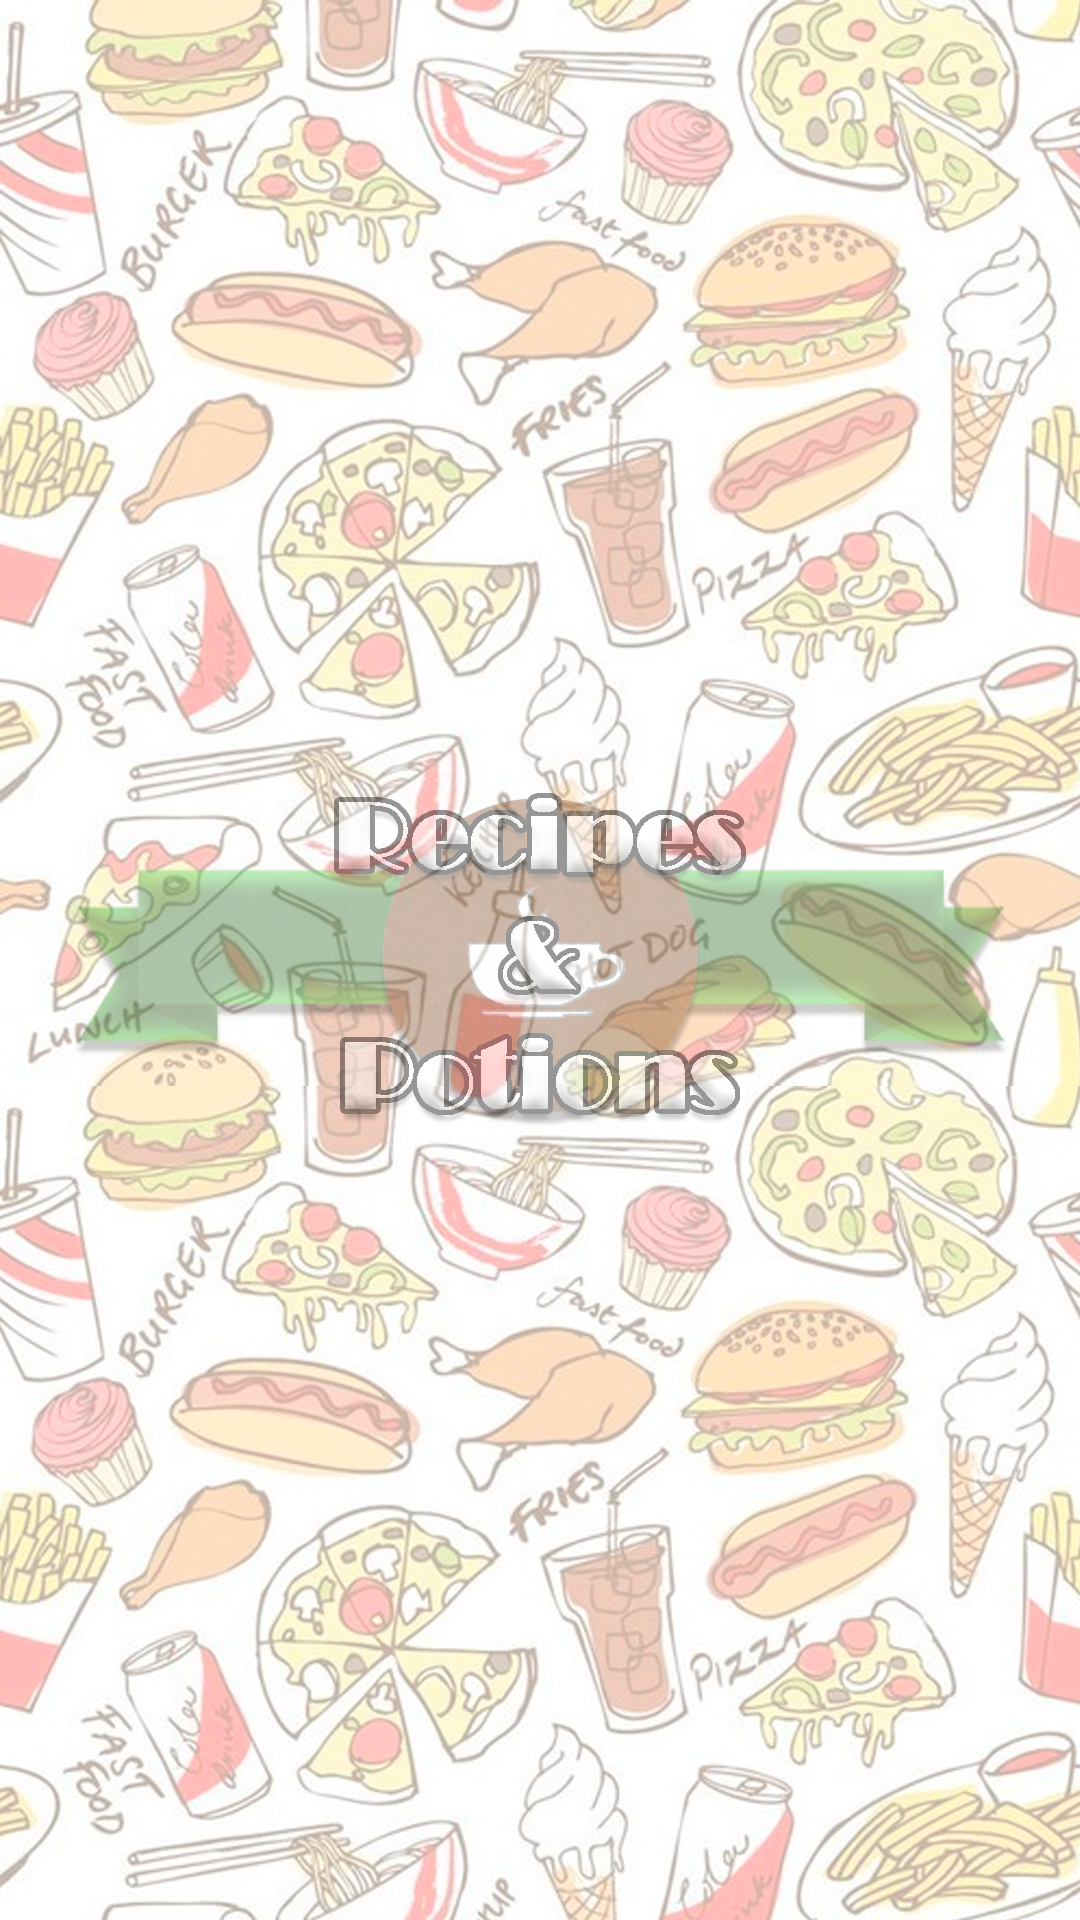 BURGER
fast food
FRIES
PIZZA
Cola
drink
FAST
FOOD
Recipes
&
HOT DOG
LUNCH
Potions
BURGER
fast food
FRIES
PIZZA
Cola
drink
FAST
FOOD